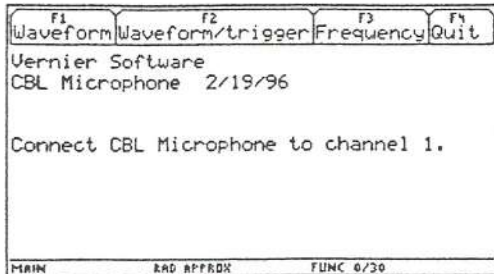 F1 F2 F3 F4
Waveform Waveform/trigger Frequency Quit
Vernier Software
CBL Microphone 2/19/96
Connect CBL Microphone to channel 1.
MAIN RAD APPROX FUNC 0/30